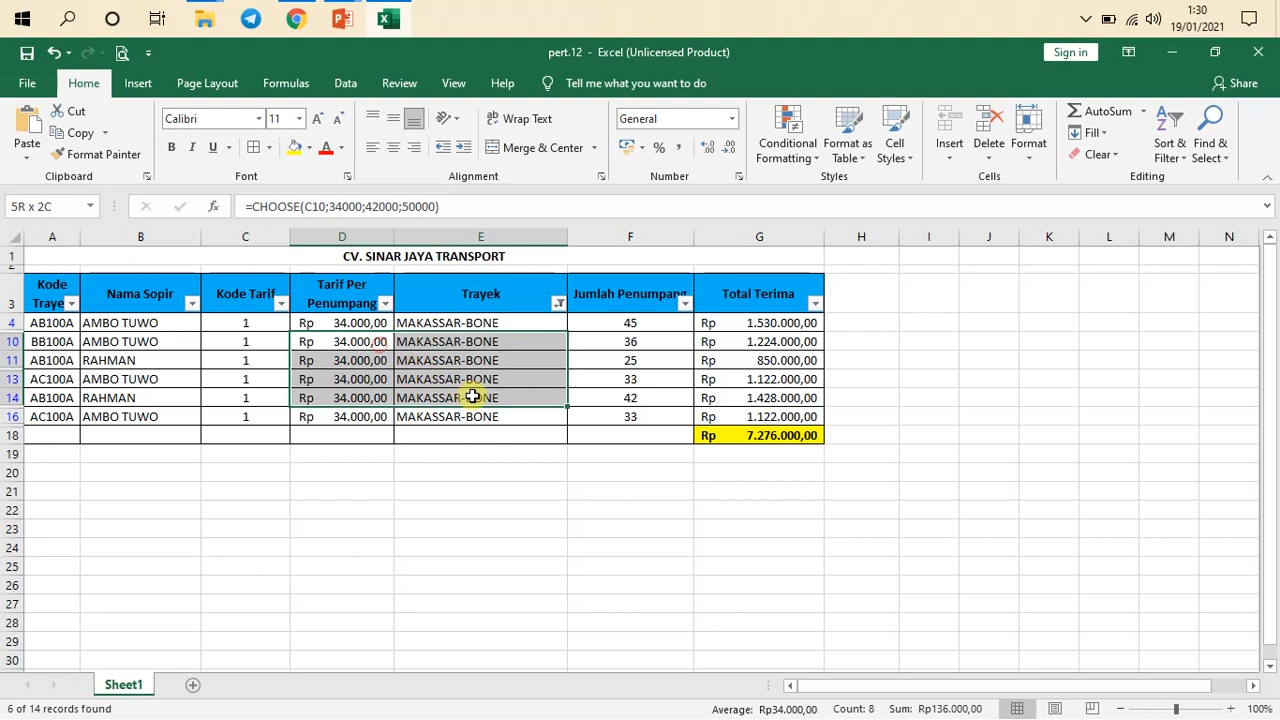 1:30
19/01/2021
pert.12 - Excel (Unlicensed Product)
Sign in
File Home Insert Page Layout Formulas Data Review View Help Tell me what you want to do Share
Paste
Cut
Copy
Format Painter
Clipboard
Calibri 11
B I U
Font
Wrap Text
Merge & Center
Alignment
General
Number
Conditional Formatting
Format as Table
Cell Styles
Styles
Insert
Delete
Format
Cells
AutoSum
Fill
Clear
Sort & Filter
Find & Select
Editing
5R x 2C
=CHOOSE(C10;34000;42000;50000)
A B C D E F G H I J K L M N
1 CV. SINAR JAYA TRANSPORT
3 Kode Traye Nama Sopir Kode Tarif Tarif Per Penumpang Trayek Jumlah Penumpang Total Terima
4 AB100A AMBO TUWO 1 Rp 34.000,00 MAKASSAR-BONE 45 Rp 1.530.000,00
10 BB100A AMBO TUWO 1 Rp 34.000,00 MAKASSAR-BONE 36 Rp 1.224.000,00
11 AB100A RAHMAN 1 Rp 34.000,00 MAKASSAR-BONE 25 Rp 850.000,00
13 AC100A AMBO TUWO 1 Rp 34.000,00 MAKASSAR-BONE 33 Rp 1.122.000,00
14 AB100A RAHMAN 1 Rp 34.000,00 MAKASSAR-BONE 42 Rp 1.428.000,00
16 AC100A AMBO TUWO 1 Rp 34.000,00 MAKASSAR-BONE 33 Rp 1.122.000,00
18 Rp 7.276.000,00
19
20
21
22
23
24
25
26
27
28
29
30
Sheet1
6 of 14 records found Average: Rp34.000,00 Count: 8 Sum: Rp136.000,00 100%